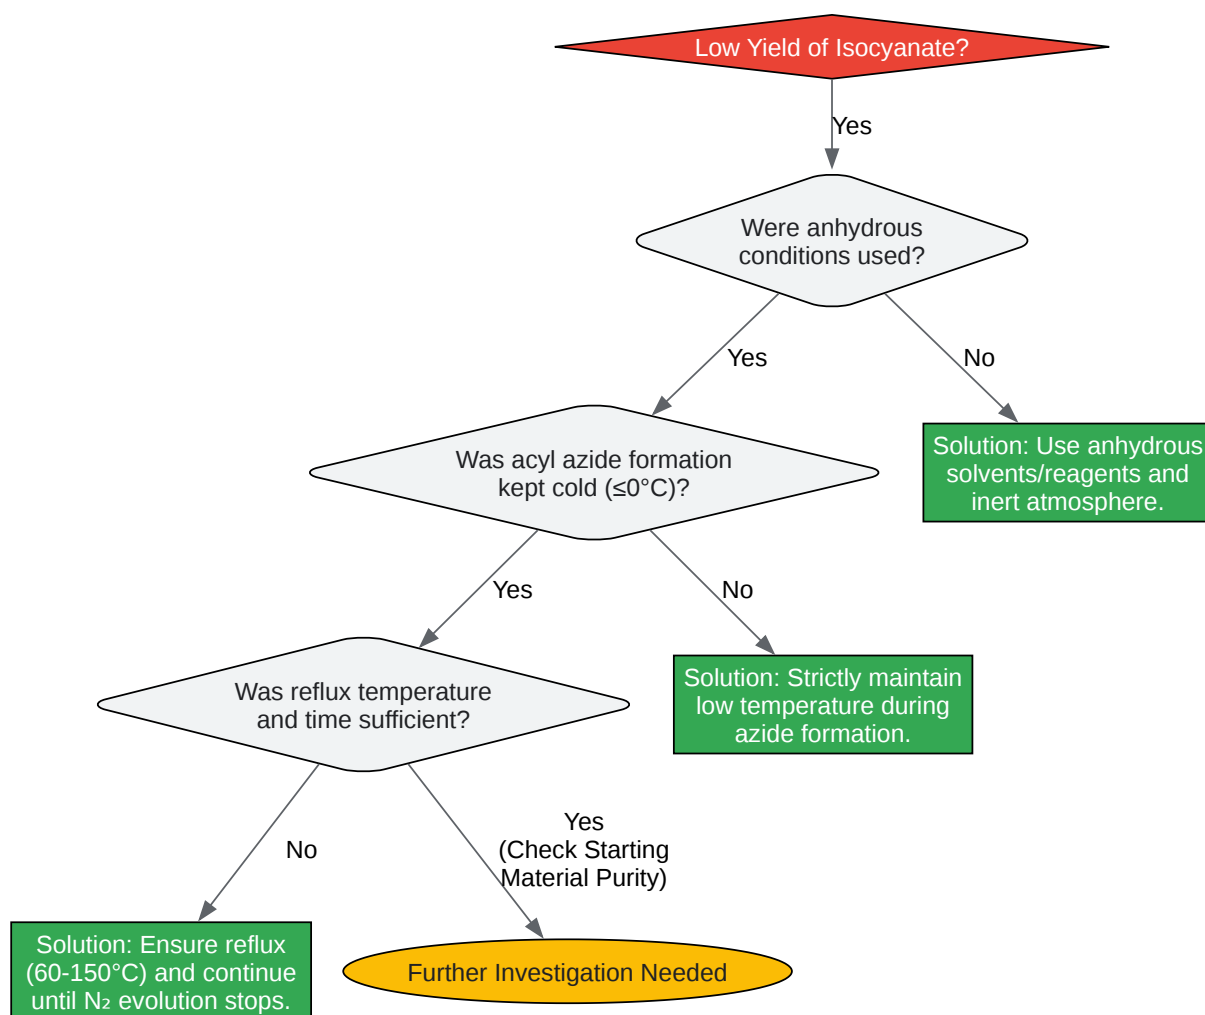 Low Yield of Isocyanate?
Yes
Were anhydrous
conditions used?
Yes
No
Was acyl azide formation
kept cold (≤0°C)?
Solution: Use anhydrous
solvents/reagents and
inert atmosphere.
Yes
No
Was reflux temperature
and time sufficient?
Solution: Strictly maintain
low temperature during
azide formation.
No
Yes
(Check Starting
Material Purity)
Solution: Ensure reflux
(60-150°C) and continue
until N₂ evolution stops.
Further Investigation Needed